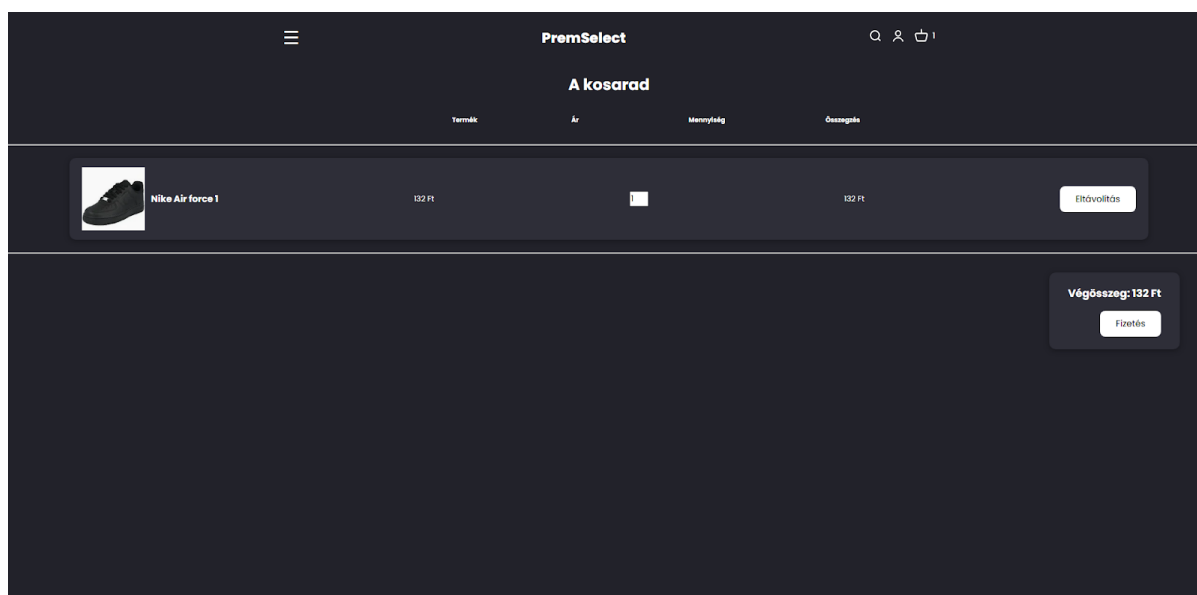 PremSelect
1
A kosarad
Termék Ár Mennyiség Összegzés
Nike Air force 1 132 Ft 1 132 Ft Eltávolítás
Végösszeg: 132 Ft
Fizetés